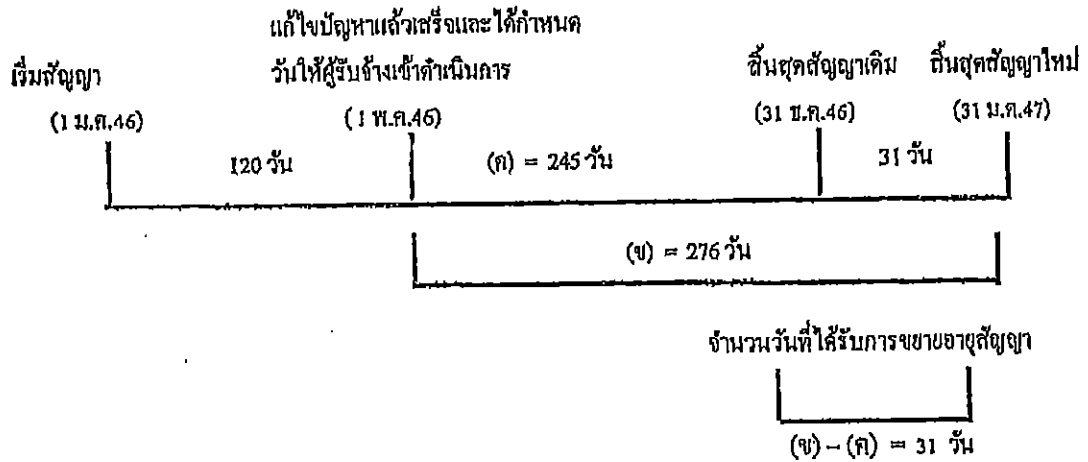 แก้ไขปัญหาแล้วเสร็จและได้กำหนด
วันให้ผู้รับจ้างเข้าดำเนินการ
เริ่มสัญญา
สิ้นสุดสัญญาเดิม
สิ้นสุดสัญญาใหม่
(1 ม.ค.46)
(1 พ.ค.46)
(31 ธ.ค.46)
(31 ม.ค.47)
120 วัน
(ค) = 245 วัน
31 วัน
(ข) = 276 วัน
จำนวนวันที่ได้รับการขยายอายุสัญญา
(ข) – (ค) = 31 วัน